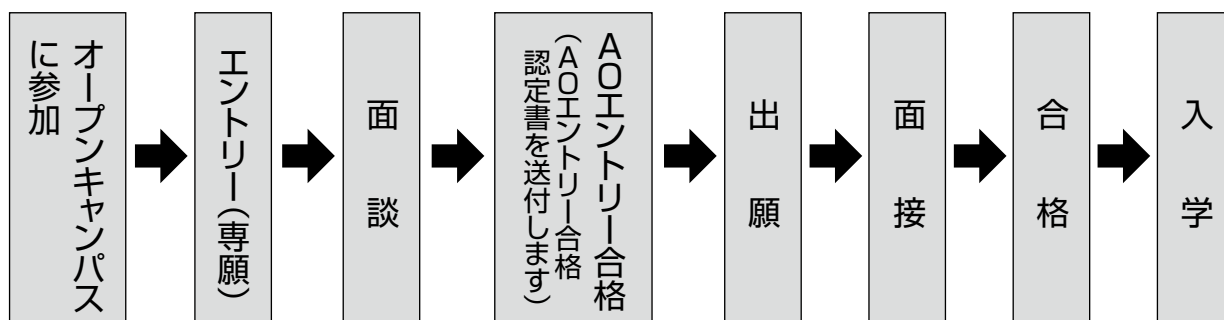 オープンキャンパス
に参加
エントリー（専願）
面談
AOエントリー合格
（AOエントリー合格
認定書を送付します）
出願
面接
合格
入学